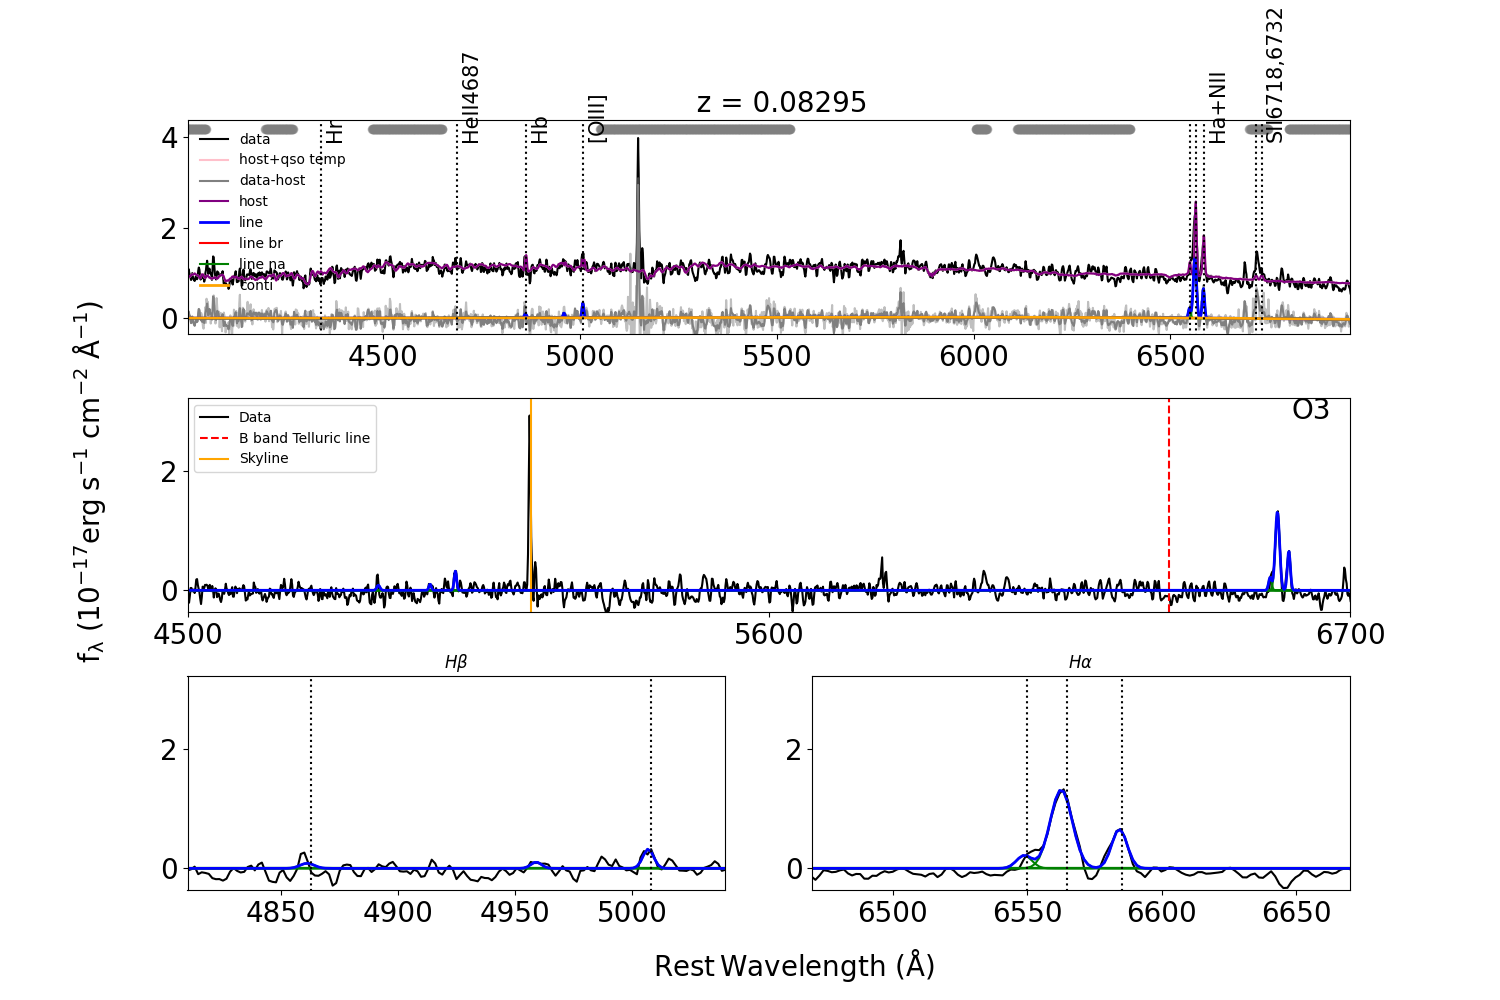 z = 0.08295
Hr
HeII4687
Hb
[OIII]
Ha+NII
SII6718,6732
data
host+qso temp
data-host
host
line
line br
line na
conti
4
2
0
4500
5000
5500
6000
6500
O3
Data
B band Telluric line
Skyline
2
0
4500
5600
6700
f_λ (10^−17 erg s^−1 cm^−2 Å^−1)
Hβ
2
0
4850
4900
4950
5000
Hα
2
0
6500
6550
6600
6650
Rest Wavelength (Å)